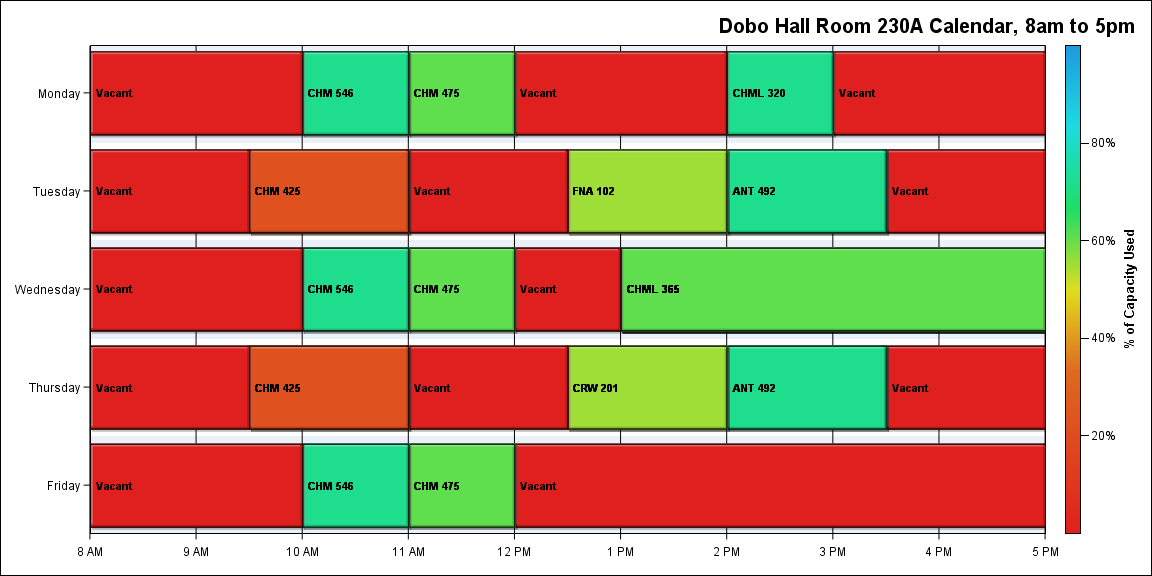 Dobo Hall Room 230A Calendar, 8am to 5pm
Monday Vacant CHM 546 CHM 475 Vacant CHML 320 Vacant
Tuesday Vacant CHM 425 Vacant FNA 102 ANT 492 Vacant
Wednesday Vacant CHM 546 CHM 475 Vacant CHML 365
Thursday Vacant CHM 425 Vacant CRW 201 ANT 492 Vacant
Friday Vacant CHM 546 CHM 475 Vacant
8 AM 9 AM 10 AM 11 AM 12 PM 1 PM 2 PM 3 PM 4 PM 5 PM
80%
60%
40%
20%
% of Capacity Used